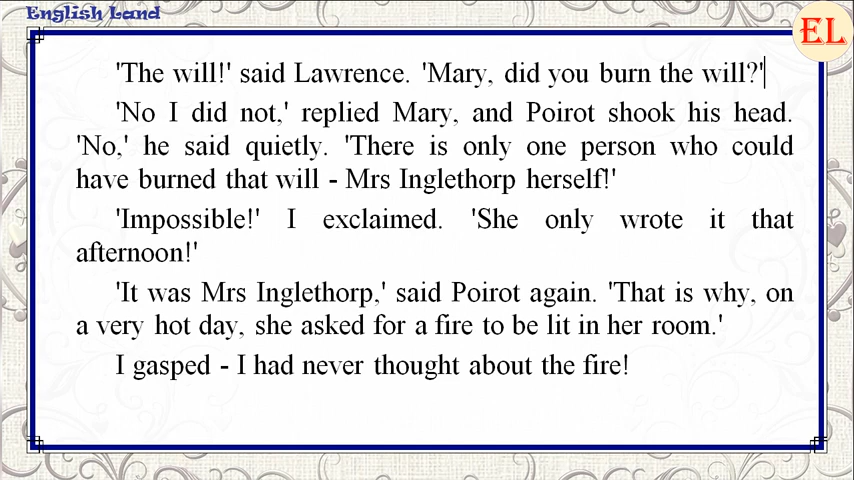 English Land
EL
'The will!' said Lawrence. 'Mary, did you burn the will?'
'No I did not,' replied Mary, and Poirot shook his head.
'No,' he said quietly. 'There is only one person who could
have burned that will - Mrs Inglethorp herself!'
'Impossible!' I exclaimed. 'She only wrote it that
afternoon!'
'It was Mrs Inglethorp,' said Poirot again. 'That is why, on
a very hot day, she asked for a fire to be lit in her room.'
I gasped - I had never thought about the fire!